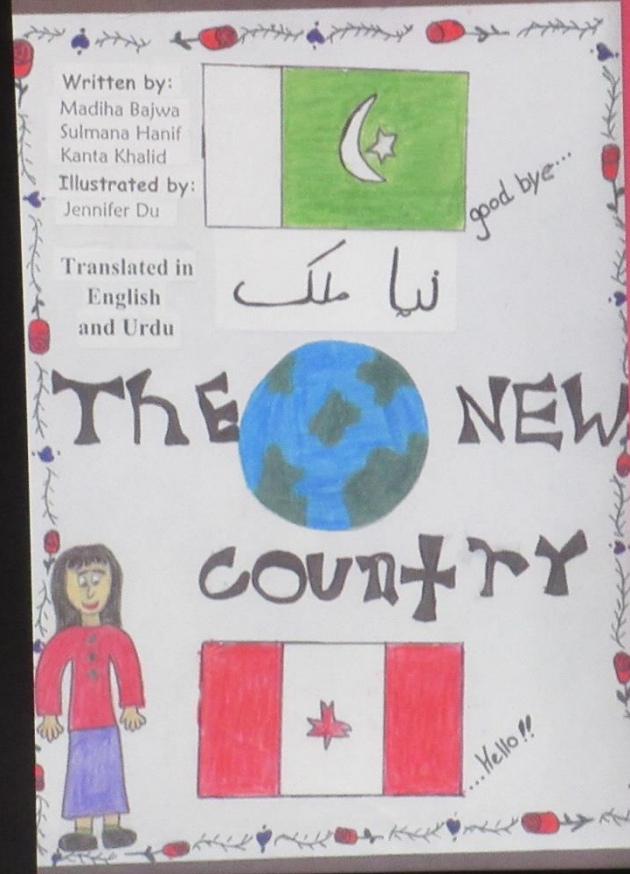 Written by:
Madiha Bajwa
Sulmana Hanif
Kanta Khalid
Illustrated by:
Jennifer Du
good bye...
Translated in
English
and Urdu
نیا ملک
THE NEW
COUNTRY
...Hello!!